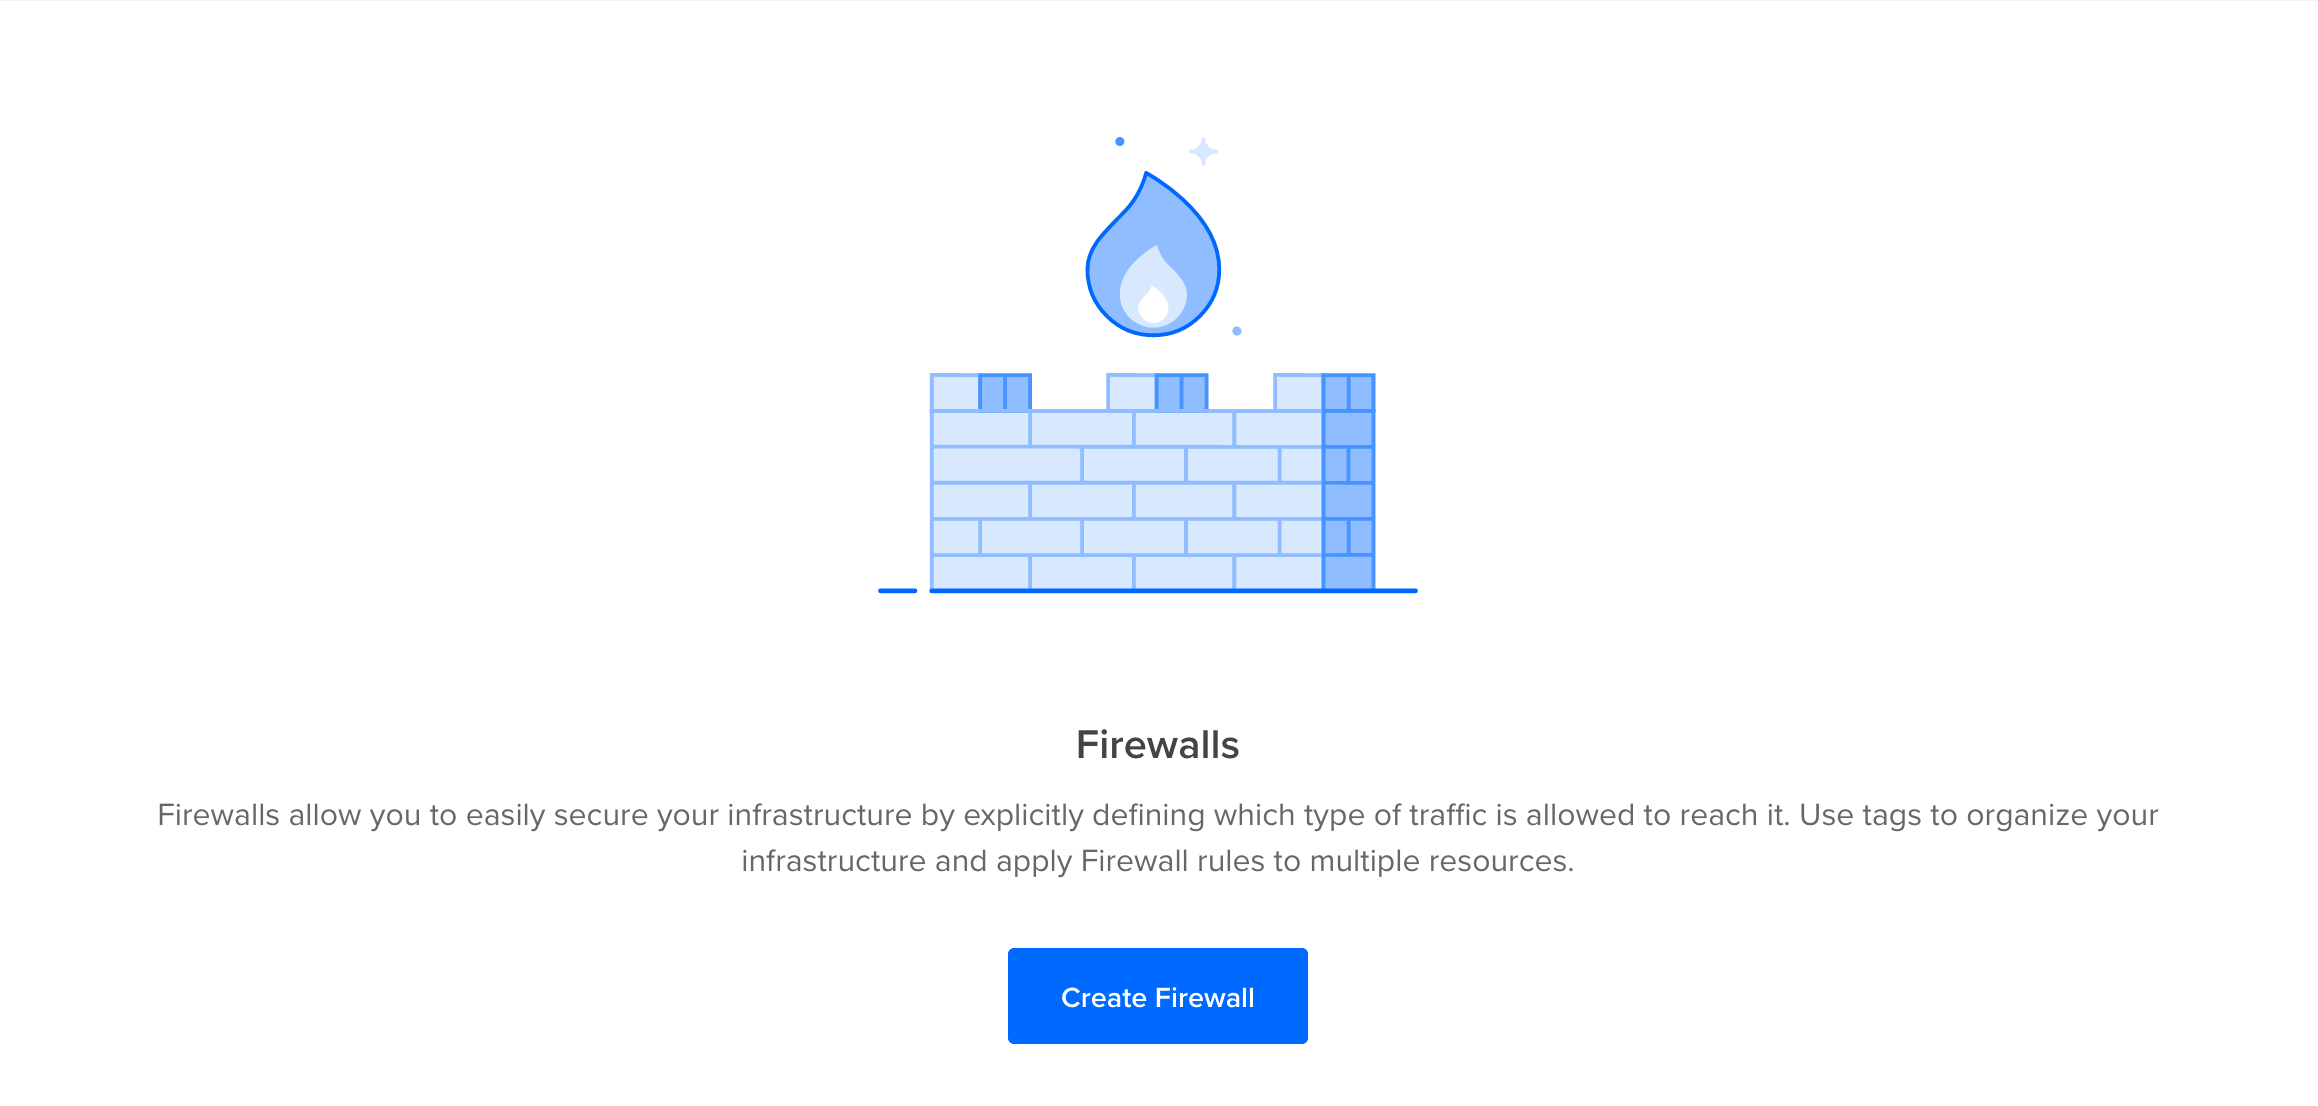 Firewalls
Firewalls allow you to easily secure your infrastructure by explicitly defining which type of traffic is allowed to reach it. Use tags to organize your
infrastructure and apply Firewall rules to multiple resources.
Create Firewall